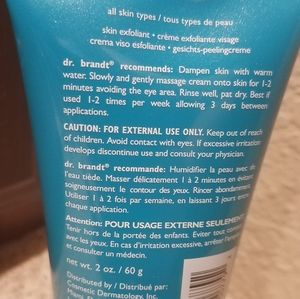 all skin types / tous types de peau
skin exfoliant • crème exfoliante visage
crema viso esfoliante • gesichts-peelingcreme
dr. brandt® recommends: Dampen skin with warm
water. Slowly and gently massage cream onto skin for 1-2
minutes avoiding the eye area. Rinse well, pat dry. Best if
used 1-2 times per week allowing 3 days between
applications.
CAUTION: FOR EXTERNAL USE ONLY. Keep out of reach
of children. Avoid contact with eyes. If excessive irritation
develops discontinue use and consult your physician.
dr. brandt® recommande: Humidifier la peau avec de
l'eau tiède. Masser délicatement 1 à 2 minutes en évitant
soigneusement le contour des yeux. Rincer abondamment.
Utiliser 1 à 2 fois par semaine, en laissant 3 jours entre
chaque application.
Attention: POUR USAGE EXTERNE SEULEMENT.
Tenir hors de la portée des enfants. Éviter tout contact
avec les yeux. En cas d'irritation excessive, arrêter
et consulter un médecin.
net wt. 2 oz. / 60 g
Distributed by / Distribué par:
Cosmetic Dermatology, Inc.